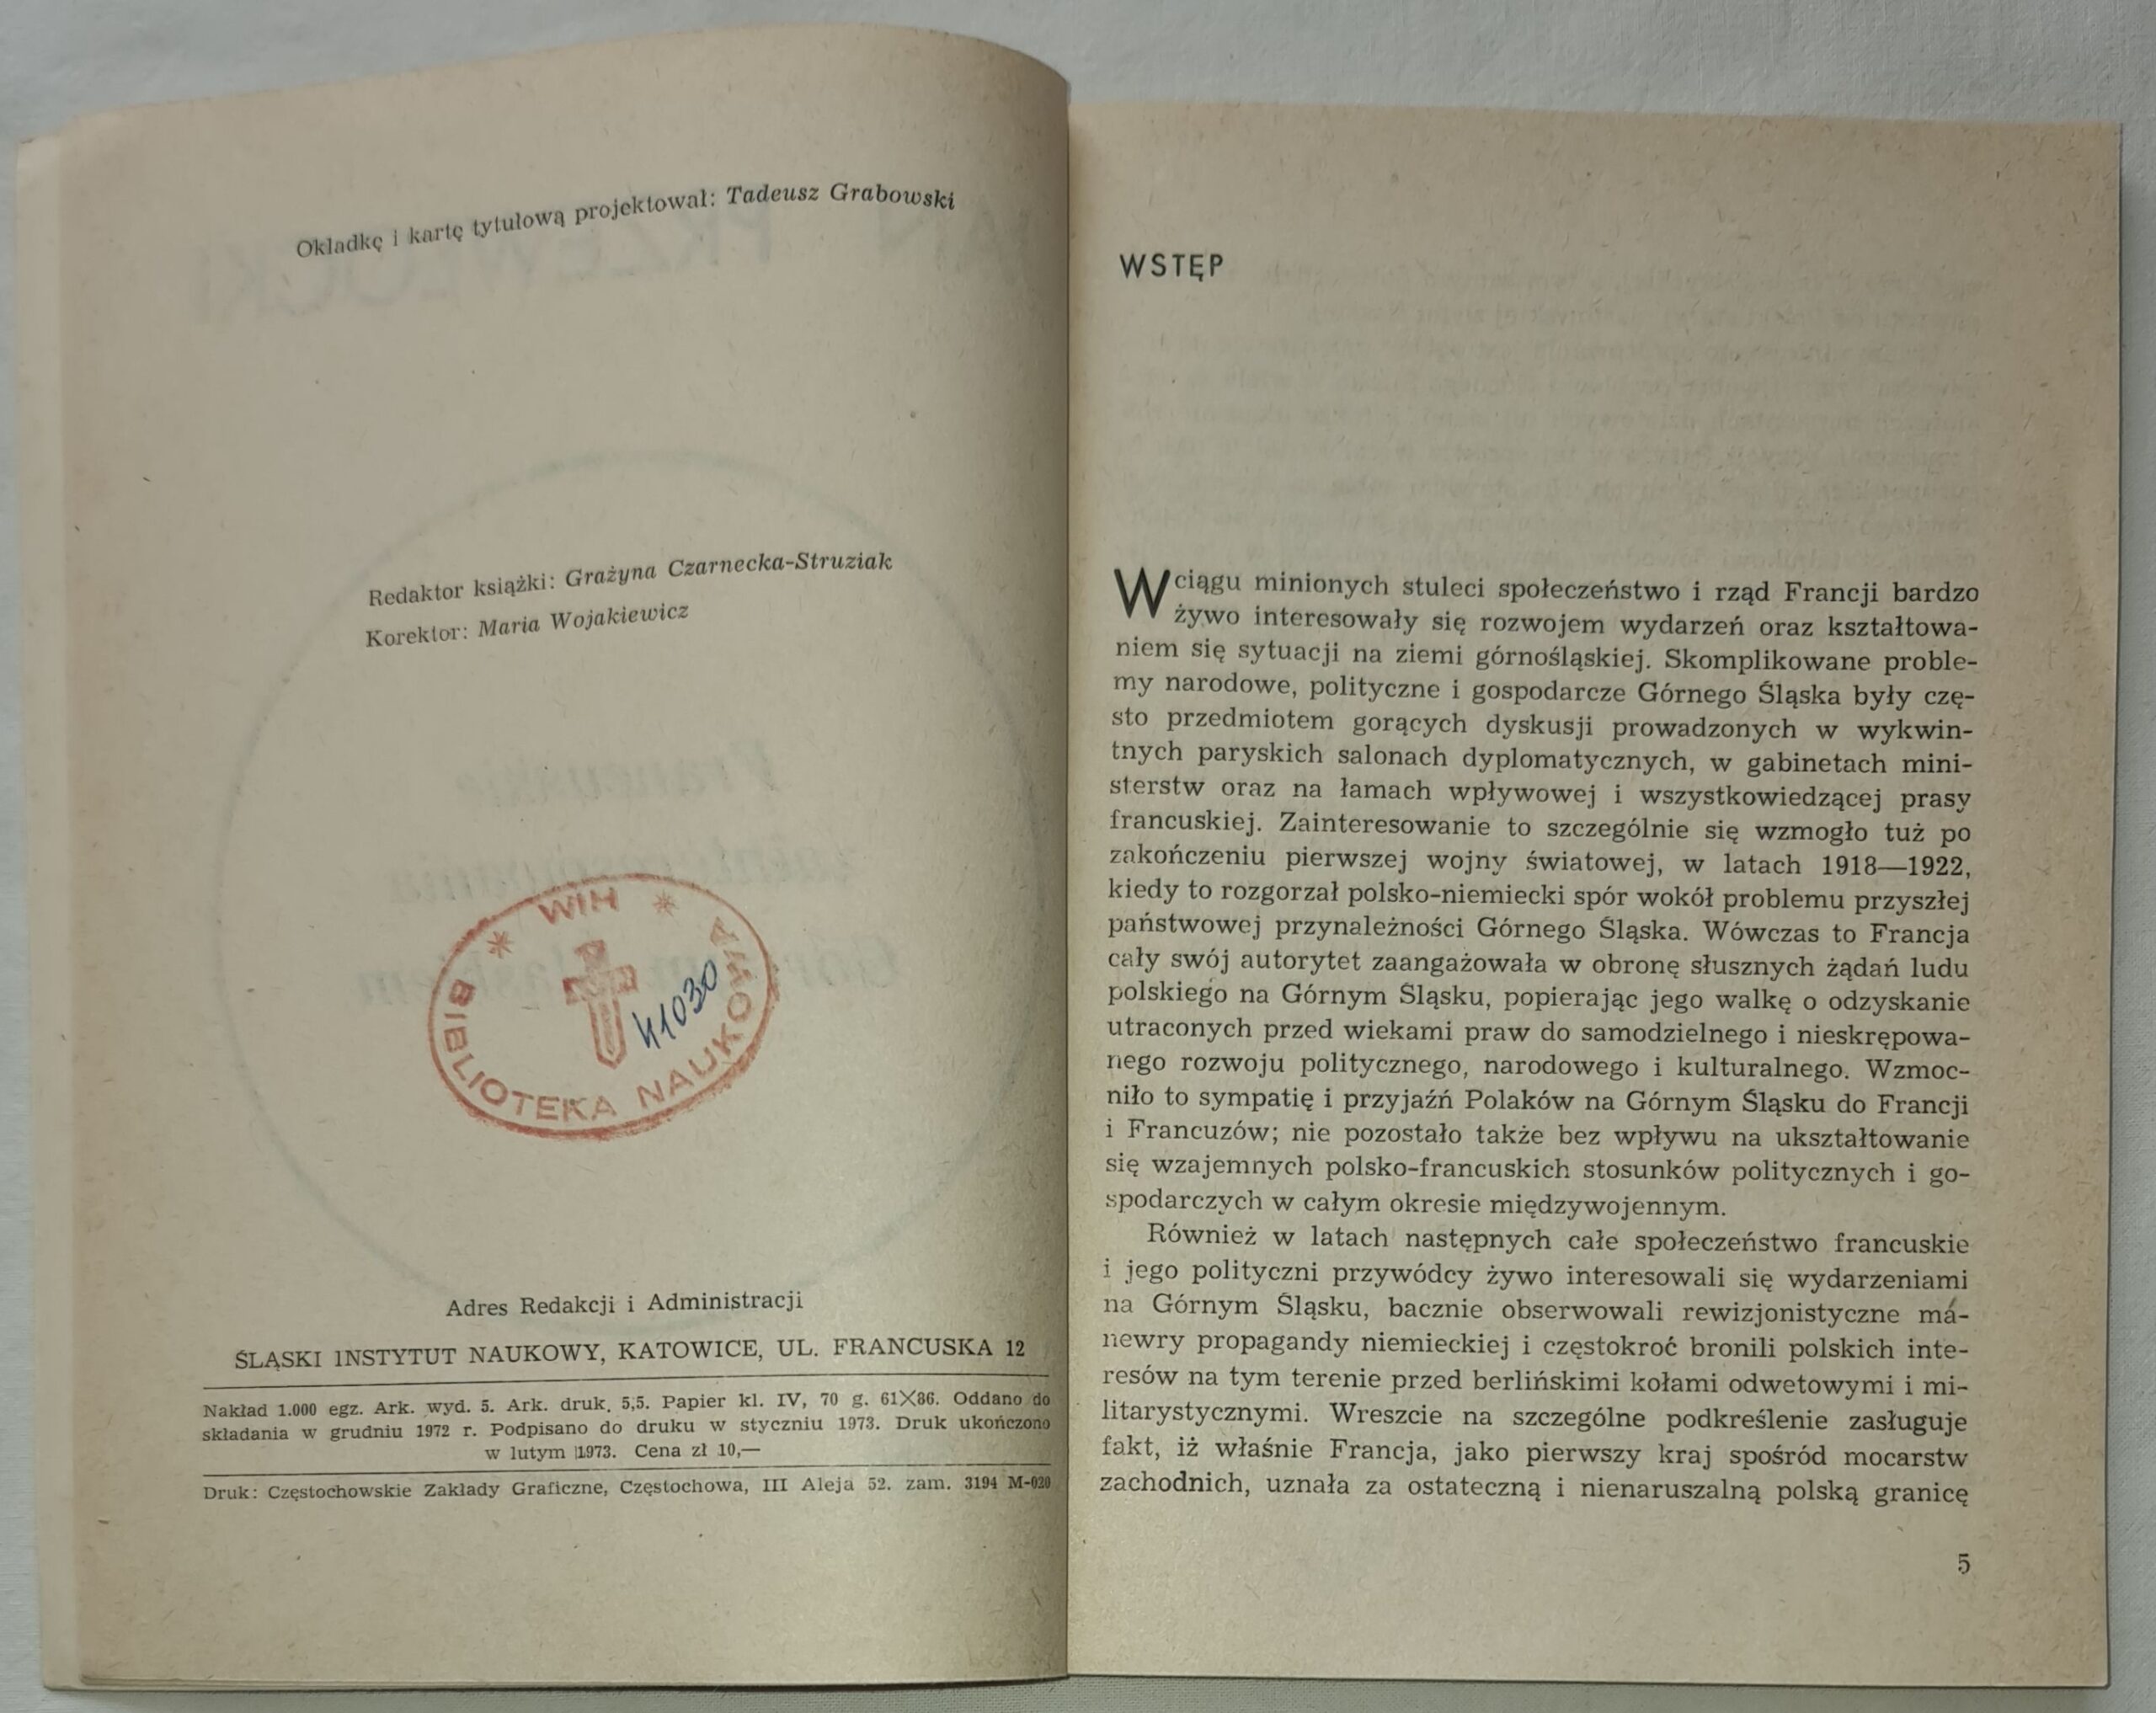 Okładkę i kartę tytułową projektował: Tadeusz Grabowski
Redaktor książki: Grażyna Czarnecka-Struziak
Korektor: Maria Wojakiewicz
* WIH *
BIBLIOTEKA NAUKOWA
41030
Adres Redakcji i Administracji
ŚLĄSKI INSTYTUT NAUKOWY, KATOWICE, UL. FRANCUSKA 12
Nakład 1.000 egz. Ark. wyd. 5. Ark. druk. 5,5. Papier kl. IV, 70 g. 61×86. Oddano do
składania w grudniu 1972 r. Podpisano do druku w styczniu 1973. Druk ukończono
w lutym 1973. Cena zł 10,—
Druk: Częstochowskie Zakłady Graficzne, Częstochowa, III Aleja 52. zam. 3194 M-020
WSTĘP
W ciągu minionych stuleci społeczeństwo i rząd Francji bardzo
żywo interesowały się rozwojem wydarzeń oraz kształtowa-
niem się sytuacji na ziemi górnośląskiej. Skomplikowane proble-
my narodowe, polityczne i gospodarcze Górnego Śląska były czę-
sto przedmiotem gorących dyskusji prowadzonych w wykwin-
tnych paryskich salonach dyplomatycznych, w gabinetach mini-
sterstw oraz na łamach wpływowej i wszystkowiedzącej prasy
francuskiej. Zainteresowanie to szczególnie się wzmogło tuż po
zakończeniu pierwszej wojny światowej, w latach 1918—1922,
kiedy to rozgorzał polsko-niemiecki spór wokół problemu przyszłej
państwowej przynależności Górnego Śląska. Wówczas to Francja
cały swój autorytet zaangażowała w obronę słusznych żądań ludu
polskiego na Górnym Śląsku, popierając jego walkę o odzyskanie
utraconych przed wiekami praw do samodzielnego i nieskrępowa-
nego rozwoju politycznego, narodowego i kulturalnego. Wzmoc-
niło to sympatię i przyjaźń Polaków na Górnym Śląsku do Francji
i Francuzów; nie pozostało także bez wpływu na ukształtowanie
się wzajemnych polsko-francuskich stosunków politycznych i go-
spodarczych w całym okresie międzywojennym.
Również w latach następnych całe społeczeństwo francuskie
i jego polityczni przywódcy żywo interesowali się wydarzeniami
na Górnym Śląsku, bacznie obserwowali rewizjonistyczne ma-
newry propagandy niemieckiej i częstokroć bronili polskich inte-
resów na tym terenie przed berlińskimi kołami odwetowymi i mi-
litarystycznymi. Wreszcie na szczególne podkreślenie zasługuje
fakt, iż właśnie Francja, jako pierwszy kraj spośród mocarstw
zachodnich, uznała za ostateczną i nienaruszalną polską granicę
5